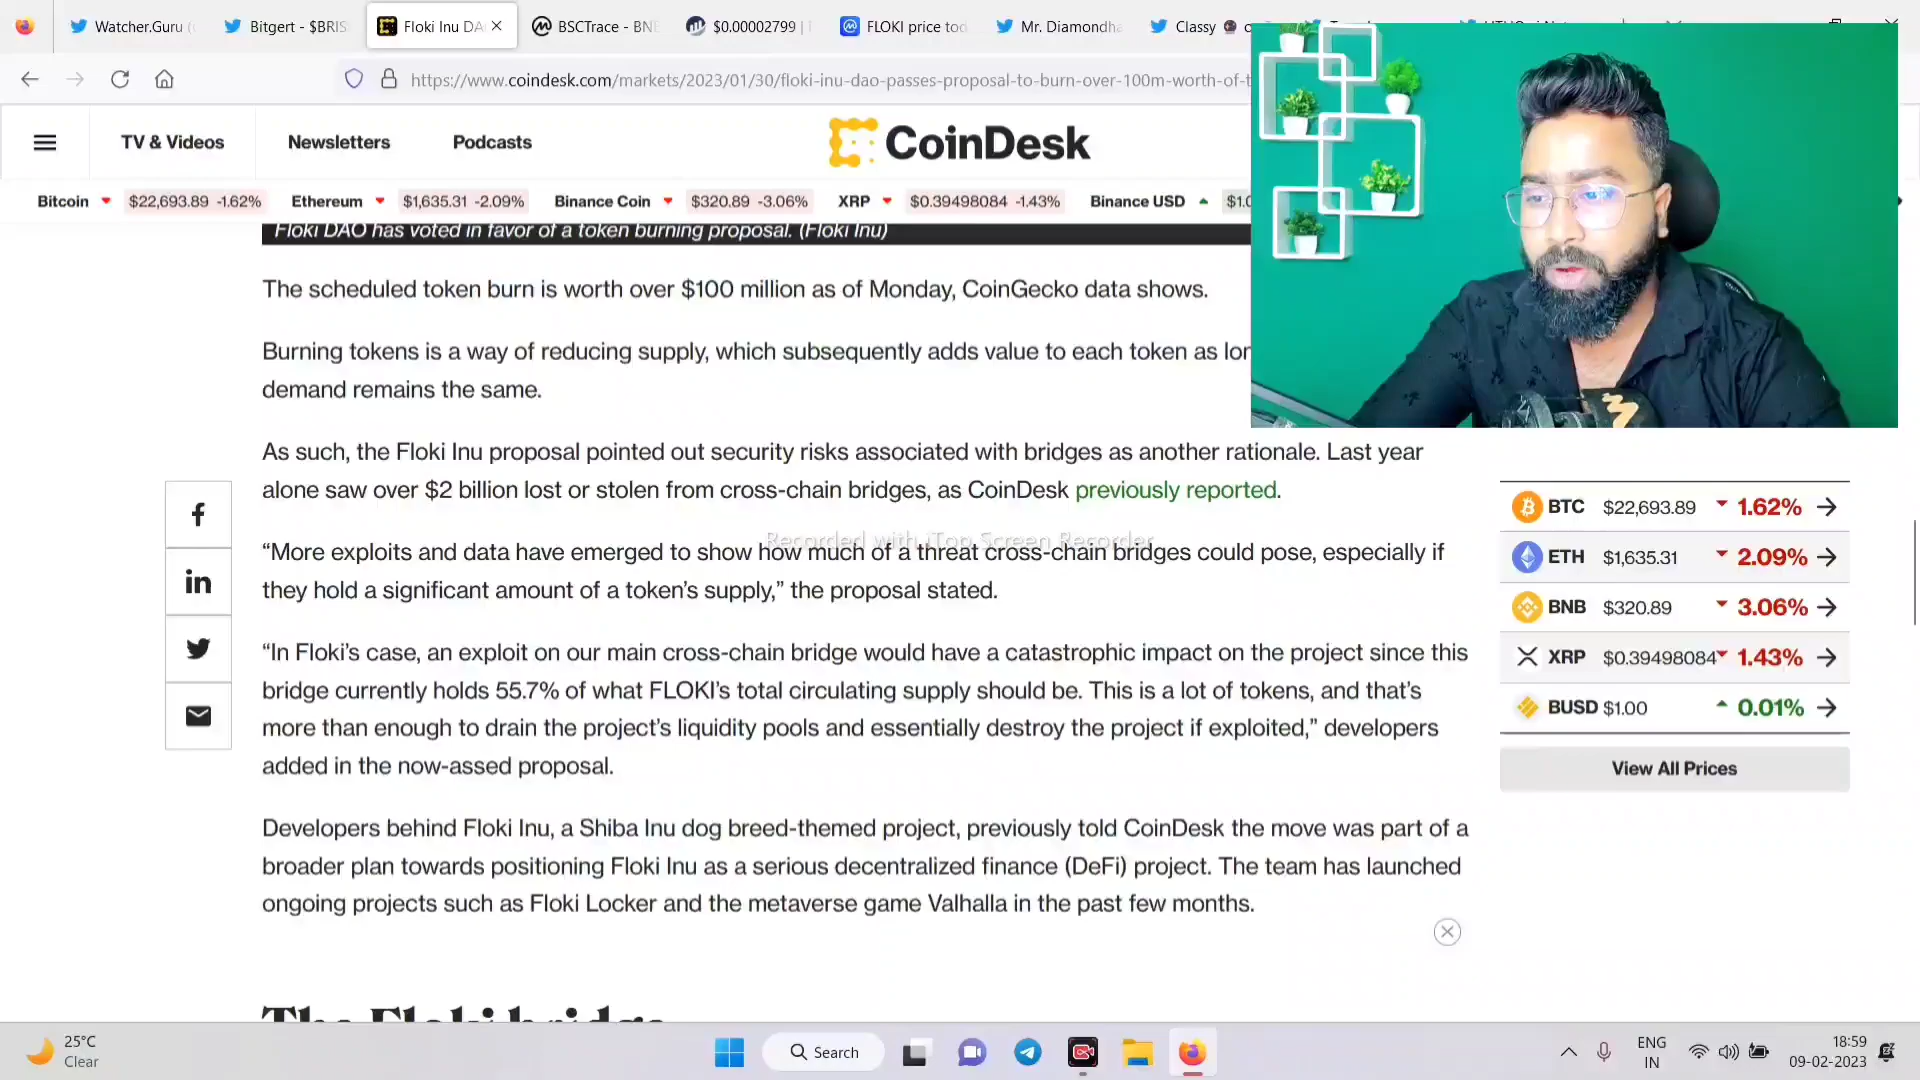 Watcher.Guru
Bitgert - $BRIS
Floki Inu DA
BSCTrace - BN
$0.00002799 |
FLOKI price tod
Mr. Diamondha
Classy
https://www.coindesk.com/markets/2023/01/30/floki-inu-dao-passes-proposal-to-burn-over-100m-worth-of-t
TV & Videos
Newsletters
Podcasts
CoinDesk
Bitcoin $22,693.89 -1.62%
Ethereum $1,635.31 -2.09%
Binance Coin $320.89 -3.06%
XRP $0.39498084 -1.43%
Binance USD $1.0
Floki DAO has voted in favor of a token burning proposal. (Floki Inu)
The scheduled token burn is worth over $100 million as of Monday, CoinGecko data shows.
Burning tokens is a way of reducing supply, which subsequently adds value to each token as lon
demand remains the same.
As such, the Floki Inu proposal pointed out security risks associated with bridges as another rationale. Last year
alone saw over $2 billion lost or stolen from cross-chain bridges, as CoinDesk previously reported.
Recorded with iTop Screen Recorder
“More exploits and data have emerged to show how much of a threat cross-chain bridges could pose, especially if
they hold a significant amount of a token’s supply,” the proposal stated.
“In Floki’s case, an exploit on our main cross-chain bridge would have a catastrophic impact on the project since this
bridge currently holds 55.7% of what FLOKI’s total circulating supply should be. This is a lot of tokens, and that’s
more than enough to drain the project’s liquidity pools and essentially destroy the project if exploited,” developers
added in the now-assed proposal.
Developers behind Floki Inu, a Shiba Inu dog breed-themed project, previously told CoinDesk the move was part of a
broader plan towards positioning Floki Inu as a serious decentralized finance (DeFi) project. The team has launched
ongoing projects such as Floki Locker and the metaverse game Valhalla in the past few months.
The Floki bridge
BTC $22,693.89 1.62%
ETH $1,635.31 2.09%
BNB $320.89 3.06%
XRP $0.39498084 1.43%
BUSD $1.00 0.01%
View All Prices
25°C
Clear
Search
ENG
IN
18:59
09-02-2023